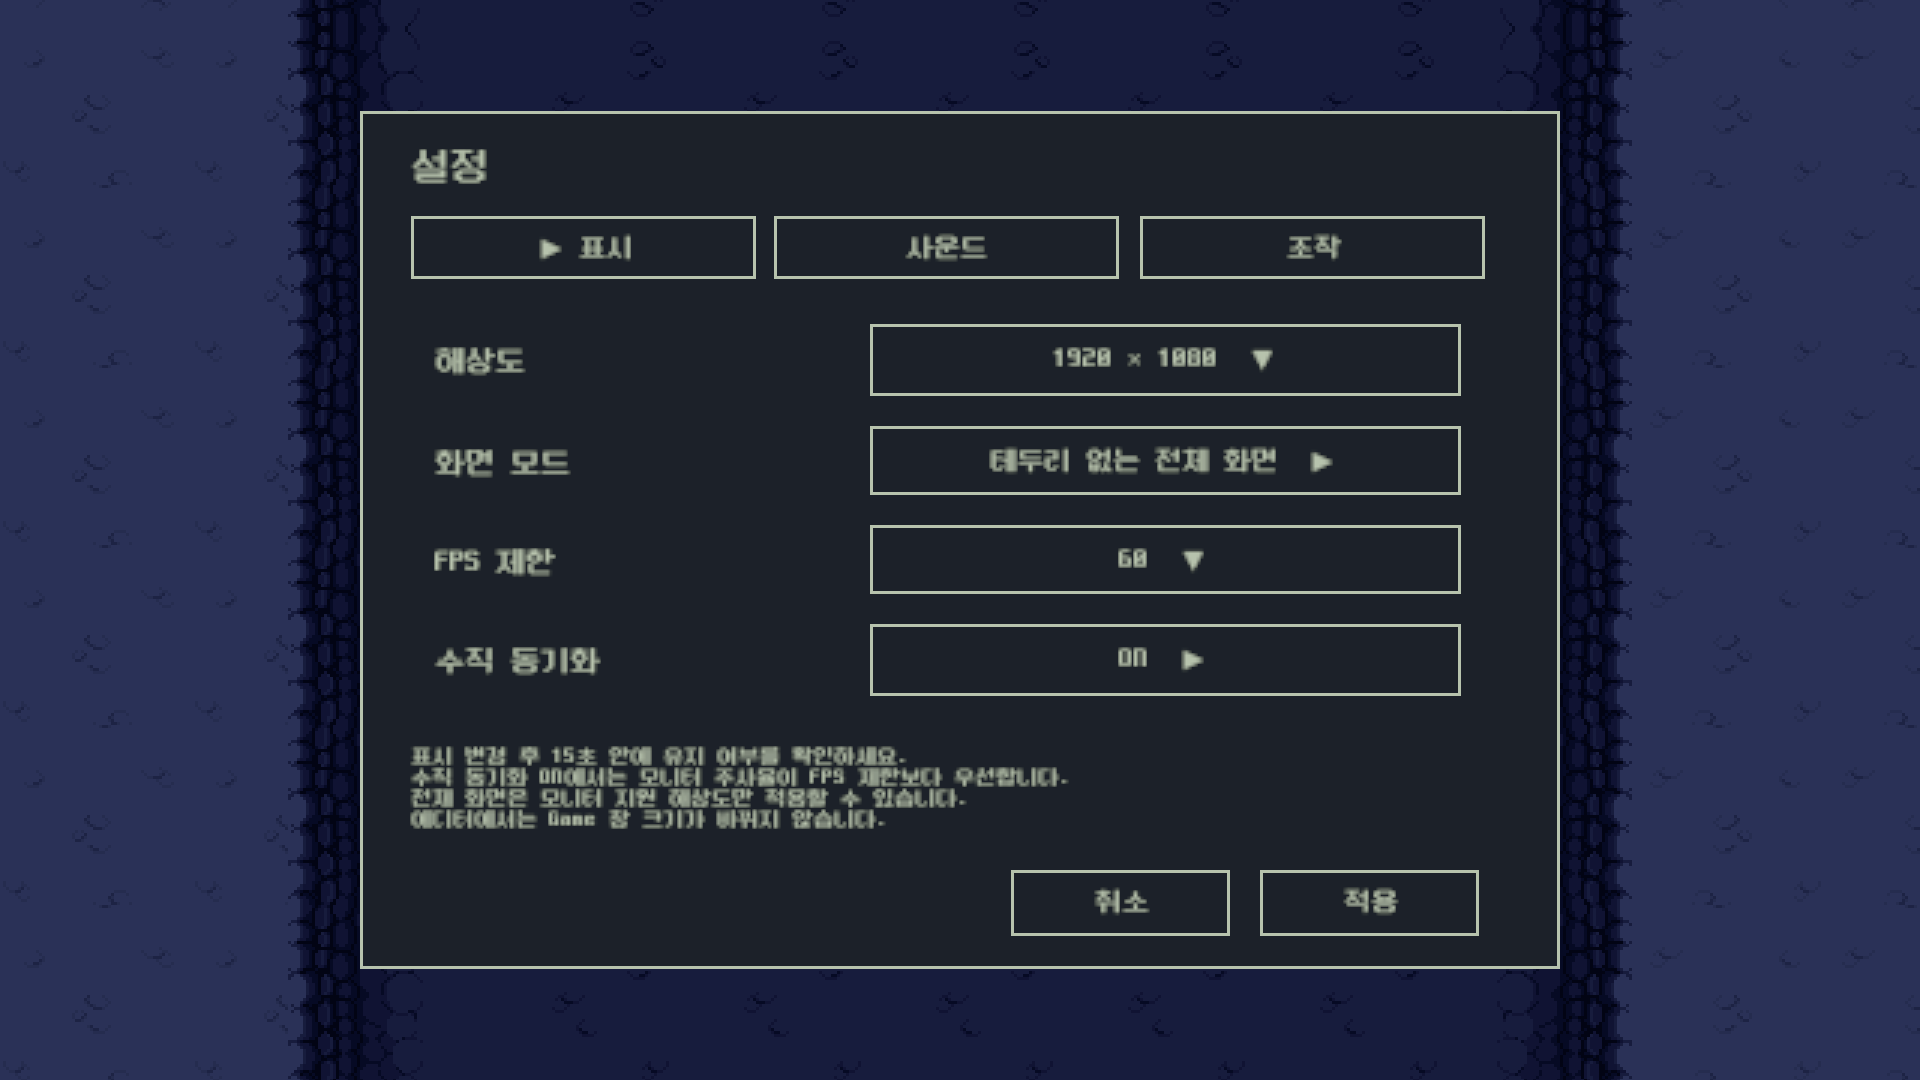 설정
▶ 표시
사운드
조작
해상도
1920 × 1080 ▼
화면 모드
테두리 없는 전체 화면 ▶
FPS 제한
60 ▼
수직 동기화
ON ▶
표시 변경 후 15초 안에 유지 여부를 확인하세요.
수직 동기화 ON에서는 모니터 주사율이 FPS 제한보다 우선합니다.
전체 화면은 모니터 지원 해상도만 적용할 수 있습니다.
에디터에서는 Game 창 크기가 바뀌지 않습니다.
취소
적용